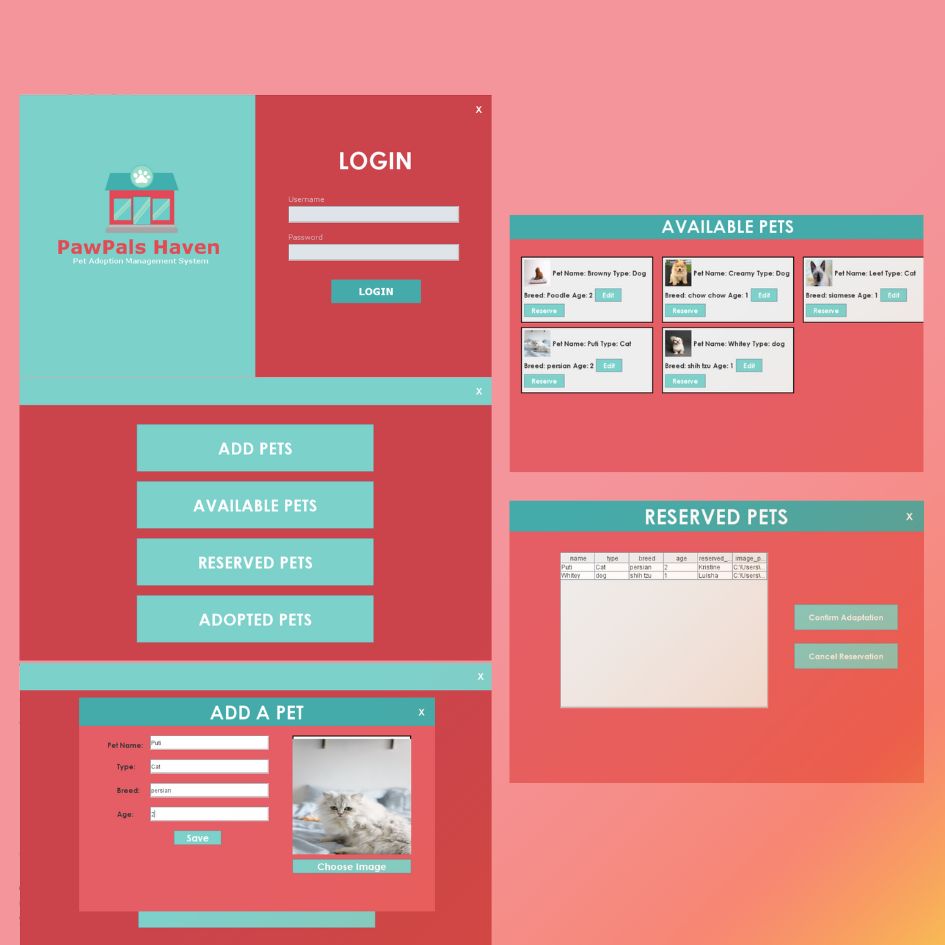 X
LOGIN
Username
Password
LOGIN
PawPals Haven
Pet Adoption Management System
X
ADD PETS
AVAILABLE PETS
RESERVED PETS
ADOPTED PETS
X
ADD A PET
X
Pet Name: Puti
Type: Cat
Breed: persian
Age: 2
Save
Choose Image
AVAILABLE PETS
Pet Name: Browny Type: Dog
Breed: Poodle Age: 2 Edit
Reserve
Pet Name: Creamy Type: Dog
Breed: chow chow Age: 1 Edit
Reserve
Pet Name: Leef Type: Cat
Breed: siamese Age: 1 Edit
Reserve
Pet Name: Puti Type: Cat
Breed: persian Age: 2 Edit
Reserve
Pet Name: Whitey Type: dog
Breed: shih tzu Age: 1 Edit
Reserve
RESERVED PETS
X
name type breed age reserved_... image_p...
Puti Cat persian 2 Kristine C:\Users\...
Whitey dog shih tzu 1 Luisha C:\Users\...
Confirm Adaptation
Cancel Reservation